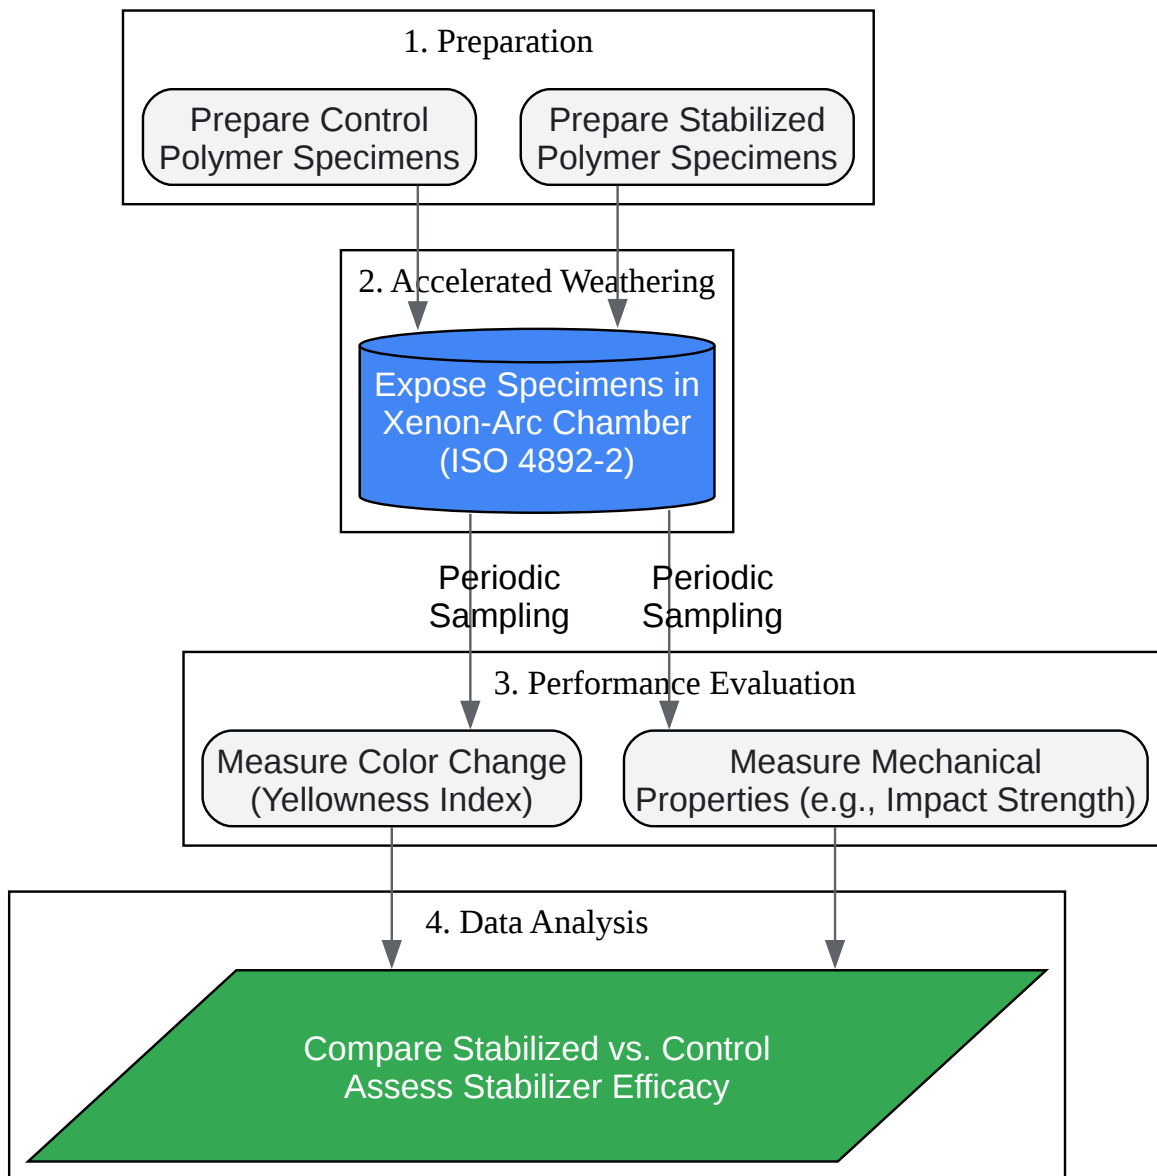 1. Preparation
Prepare Control
Polymer Specimens
Prepare Stabilized
Polymer Specimens
2. Accelerated Weathering
Expose Specimens in
Xenon-Arc Chamber
(ISO 4892-2)
Periodic
Sampling
Periodic
Sampling
3. Performance Evaluation
Measure Color Change
(Yellowness Index)
Measure Mechanical
Properties (e.g., Impact Strength)
4. Data Analysis
Compare Stabilized vs. Control
Assess Stabilizer Efficacy